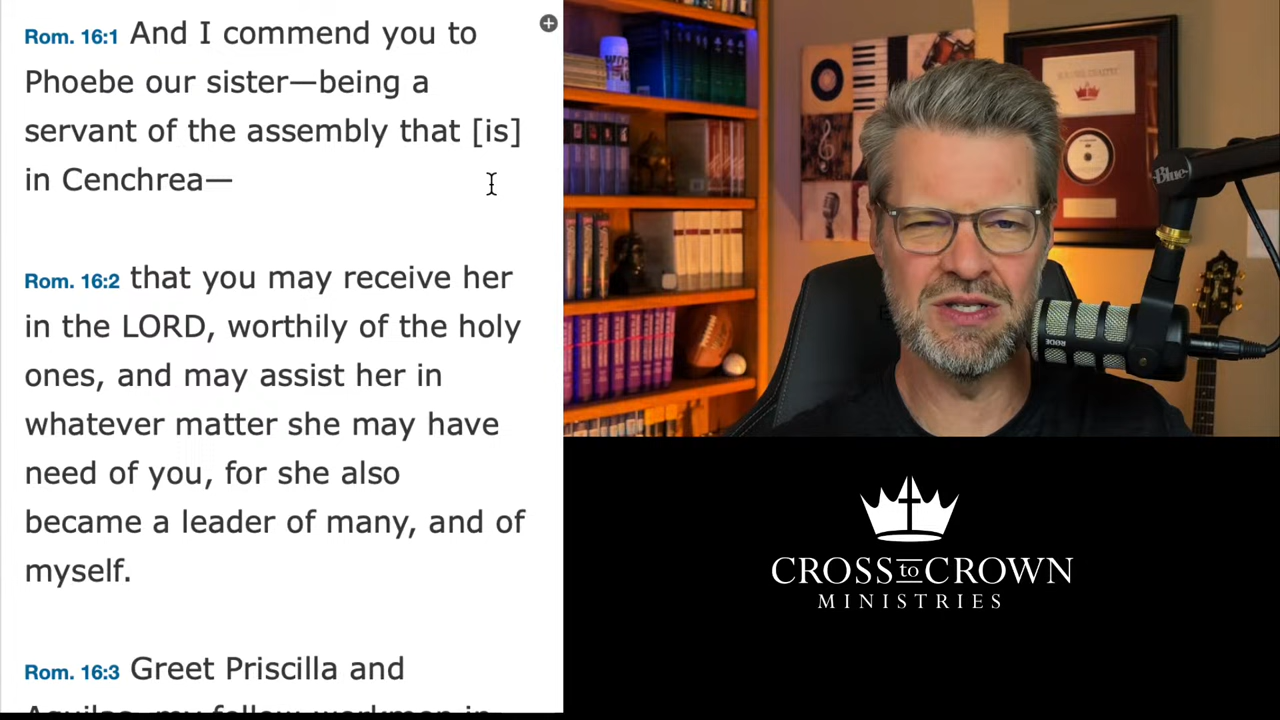 Rom. 16:1 And I commend you to
Phoebe our sister—being a
servant of the assembly that [is]
in Cenchrea—
Rom. 16:2 that you may receive her
in the LORD, worthily of the holy
ones, and may assist her in
whatever matter she may have
need of you, for she also
became a leader of many, and of
myself.
Rom. 16:3 Greet Priscilla and
Blue
RØDE
CROSS to CROWN
MINISTRIES